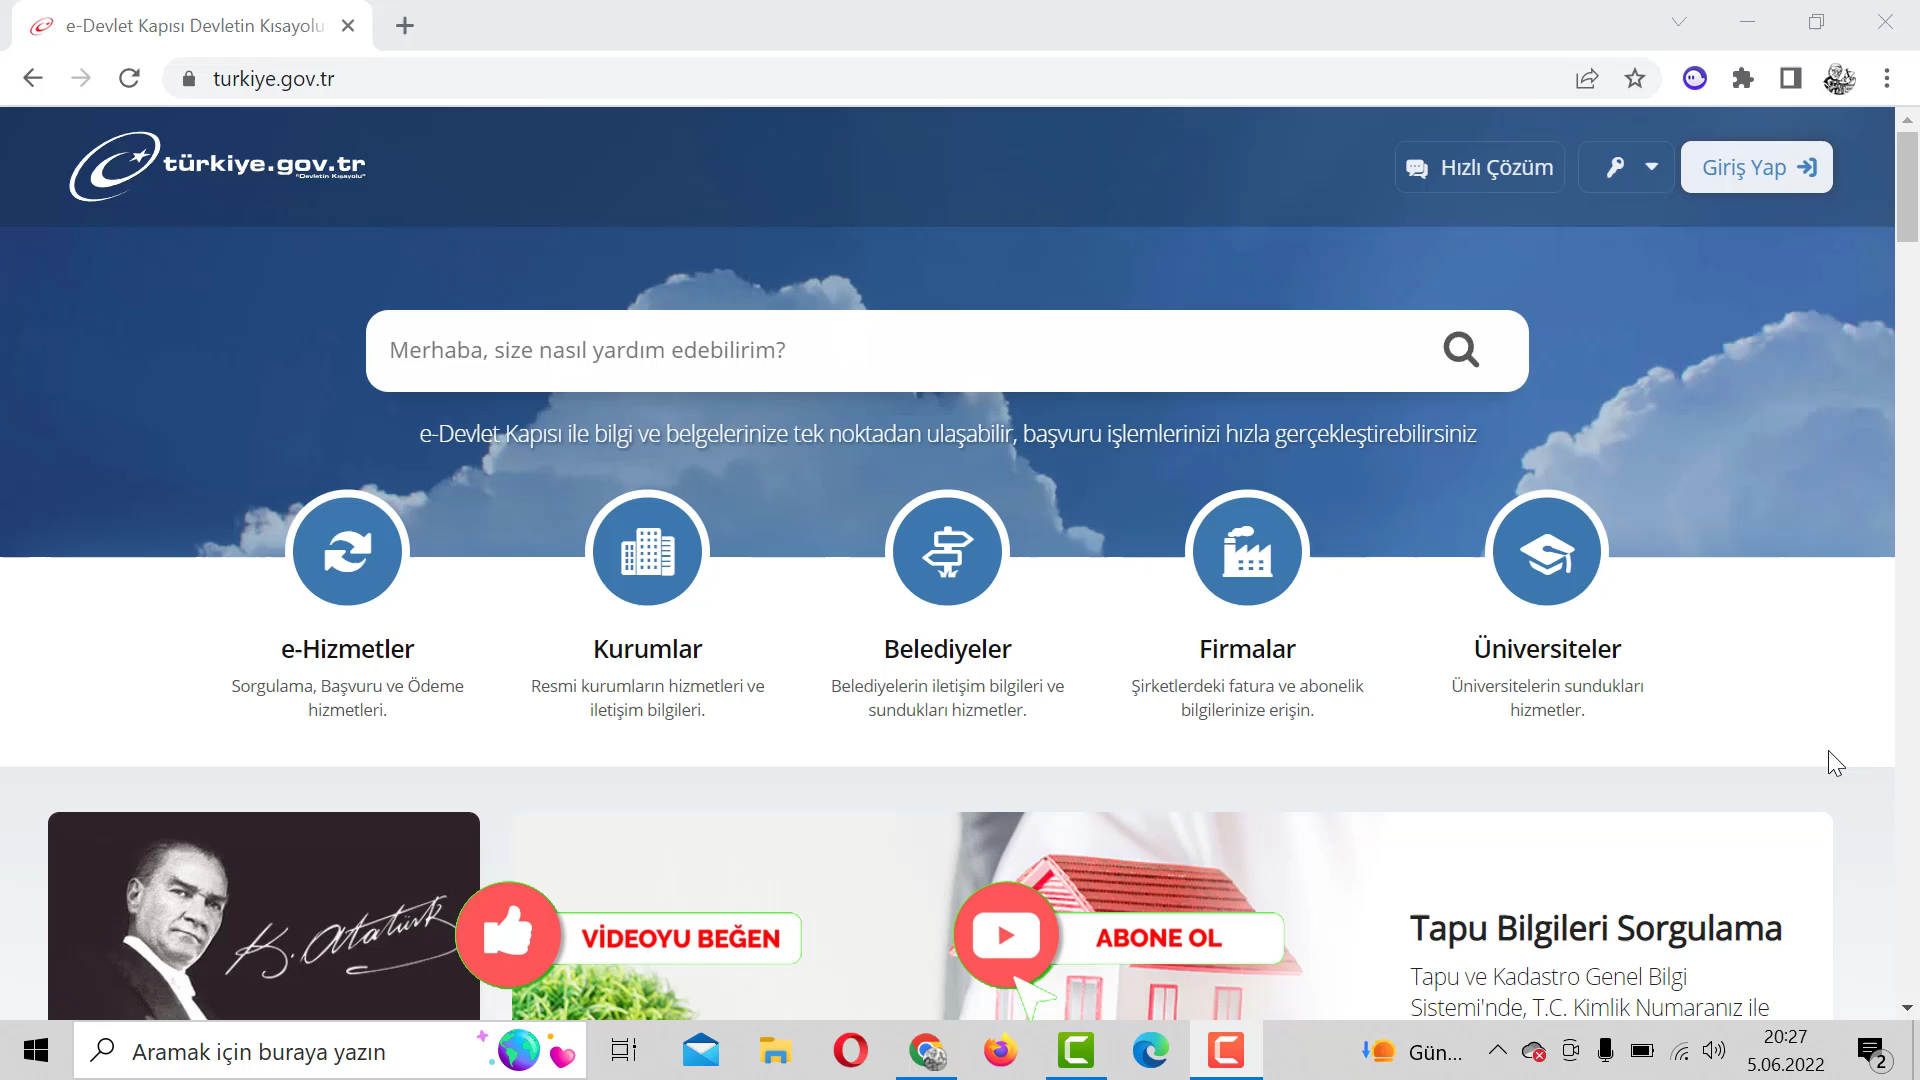 e-Devlet Kapısı Devletin Kısayolu
turkiye.gov.tr
türkiye.gov.tr
"Devletin Kısayolu"
Hızlı Çözüm
Giriş Yap
Merhaba, size nasıl yardım edebilirim?
e-Devlet Kapısı ile bilgi ve belgelerinize tek noktadan ulaşabilir, başvuru işlemlerinizi hızla gerçekleştirebilirsiniz
e-Hizmetler
Sorgulama, Başvuru ve Ödeme
hizmetleri.
Kurumlar
Resmi kurumların hizmetleri ve
iletişim bilgileri.
Belediyeler
Belediyelerin iletişim bilgileri ve
sundukları hizmetler.
Firmalar
Şirketlerdeki fatura ve abonelik
bilgilerinize erişin.
Üniversiteler
Üniversitelerin sundukları
hizmetler.
K. Atatürk
VİDEOYU BEĞEN
ABONE OL
Tapu Bilgileri Sorgulama
Tapu ve Kadastro Genel Bilgi
Sistemi'nde, T.C. Kimlik Numaranız ile
Aramak için buraya yazın
Gün...
20:27
5.06.2022
2